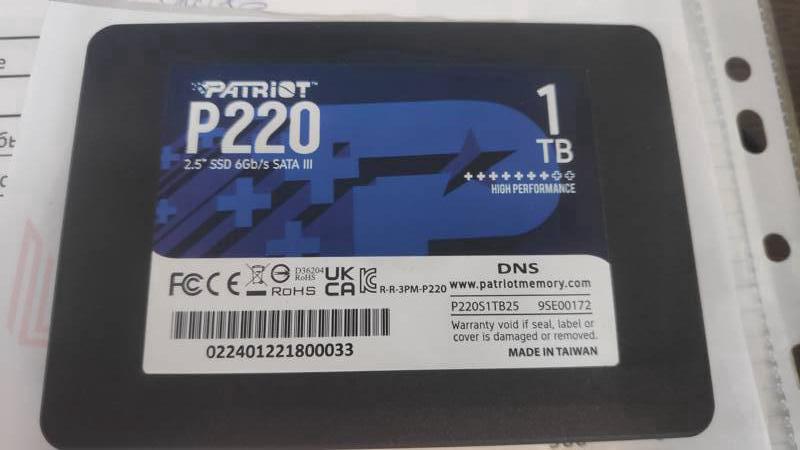 PATRIOT
P220
2.5" SSD 6Gb/s SATA III
1
TB
HIGH PERFORMANCE
FC CE D36204 RoHS RoHS UK CA R-R-3PM-P220
DNS
www.patriotmemory.com
P220S1TB25 9SE00172
Warranty void if seal, label or
cover is damaged or removed.
MADE IN TAIWAN
022401221800033